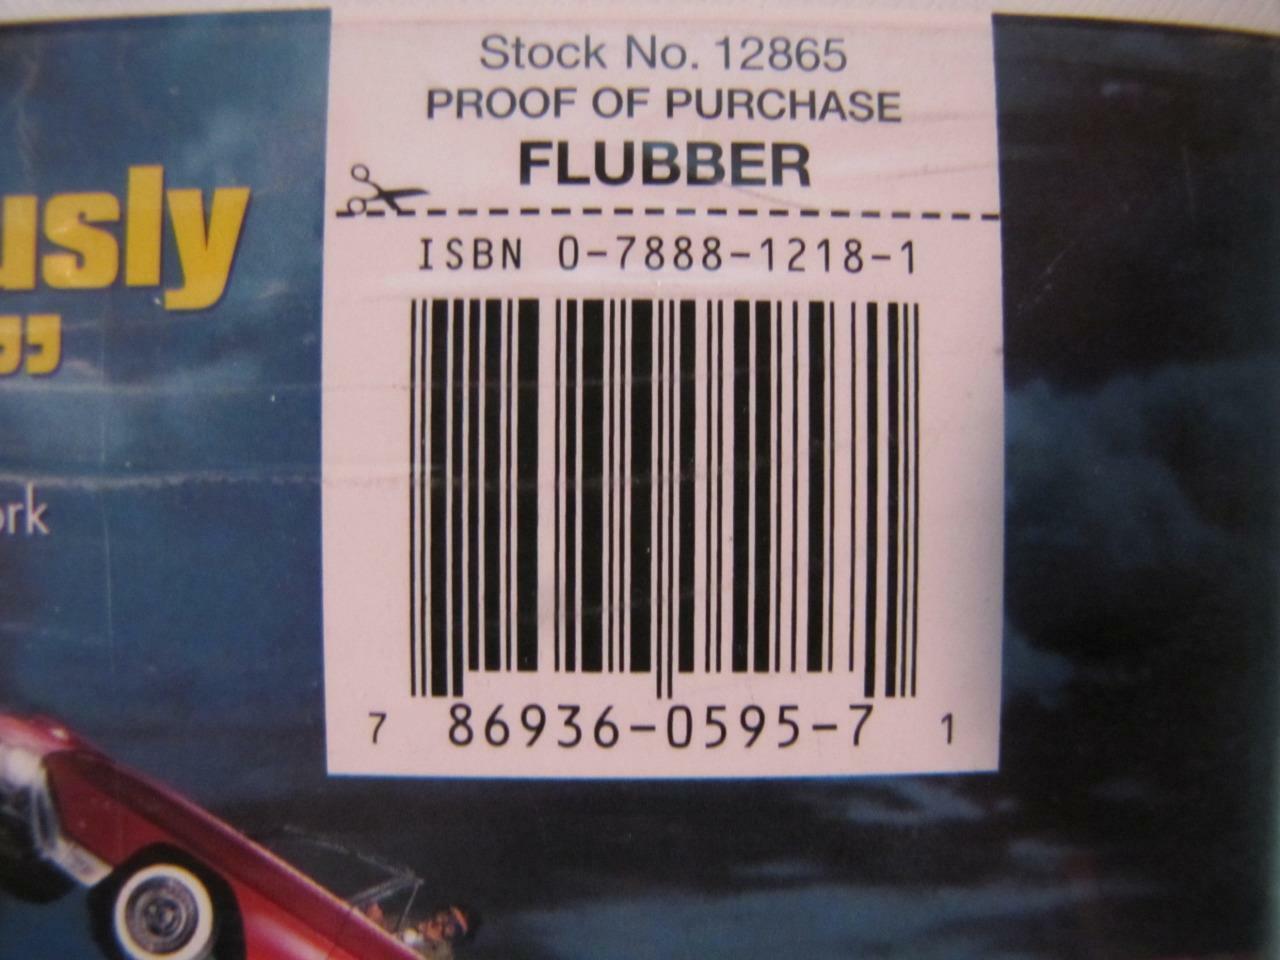 Stock No. 12865
PROOF OF PURCHASE
FLUBBER
ISBN 0-7888-1218-1
7 86936-0595-7 1
usly
”
ork